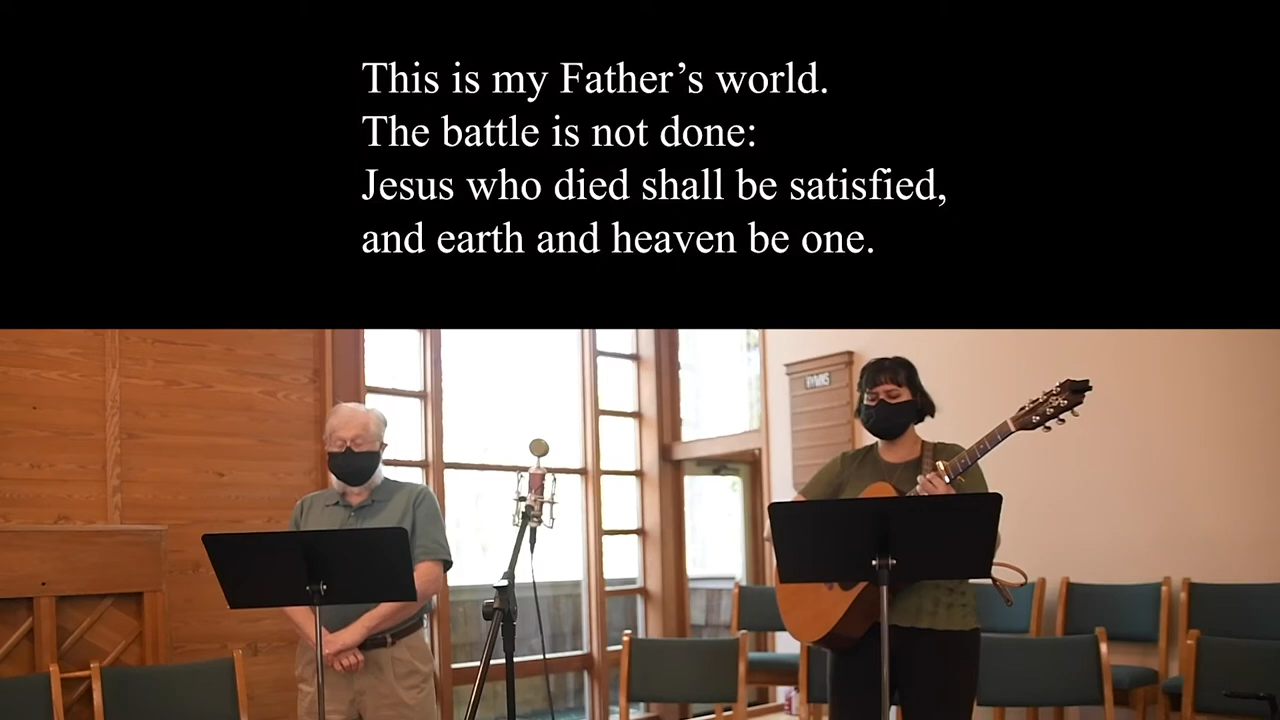 This is my Father’s world.
The battle is not done:
Jesus who died shall be satisfied,
and earth and heaven be one.
HYMNS